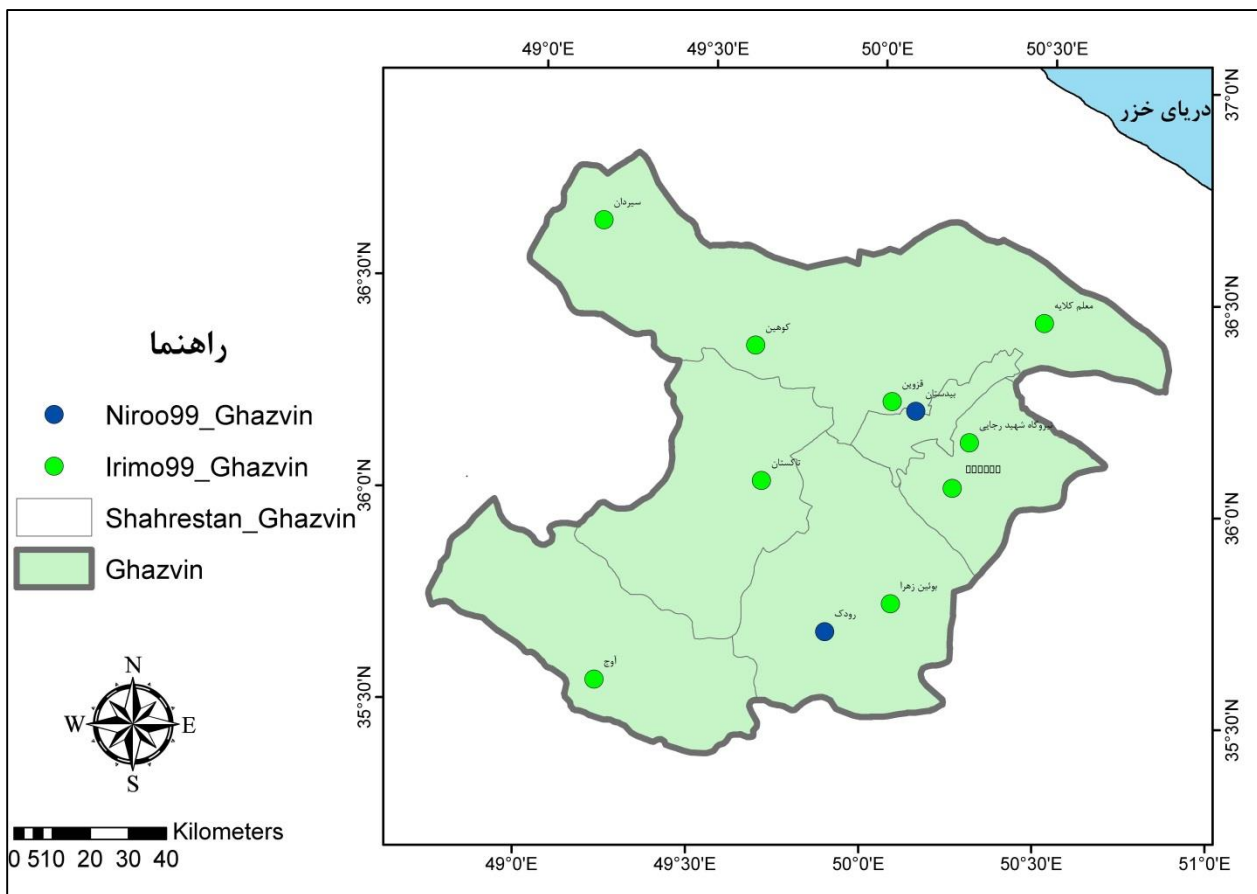 49°0'E 49°30'E 50°0'E 50°30'E
37°0'N
دریای خزر
سیردان
36°30'N
36°30'N
معلم کلایه
کوهین
راهنما
قزوین
بیدستان
Niroo99_Ghazvin
نیروگاه شهید رجایی
Irimo99_Ghazvin
تاکستان
36°0'N
36°0'N
Shahrestan_Ghazvin
Ghazvin
بوئین زهرا
رودک
آوج
35°30'N
35°30'N
N
W E
S
Kilometers
0 5 10 20 30 40
49°0'E 49°30'E 50°0'E 50°30'E 51°0'E